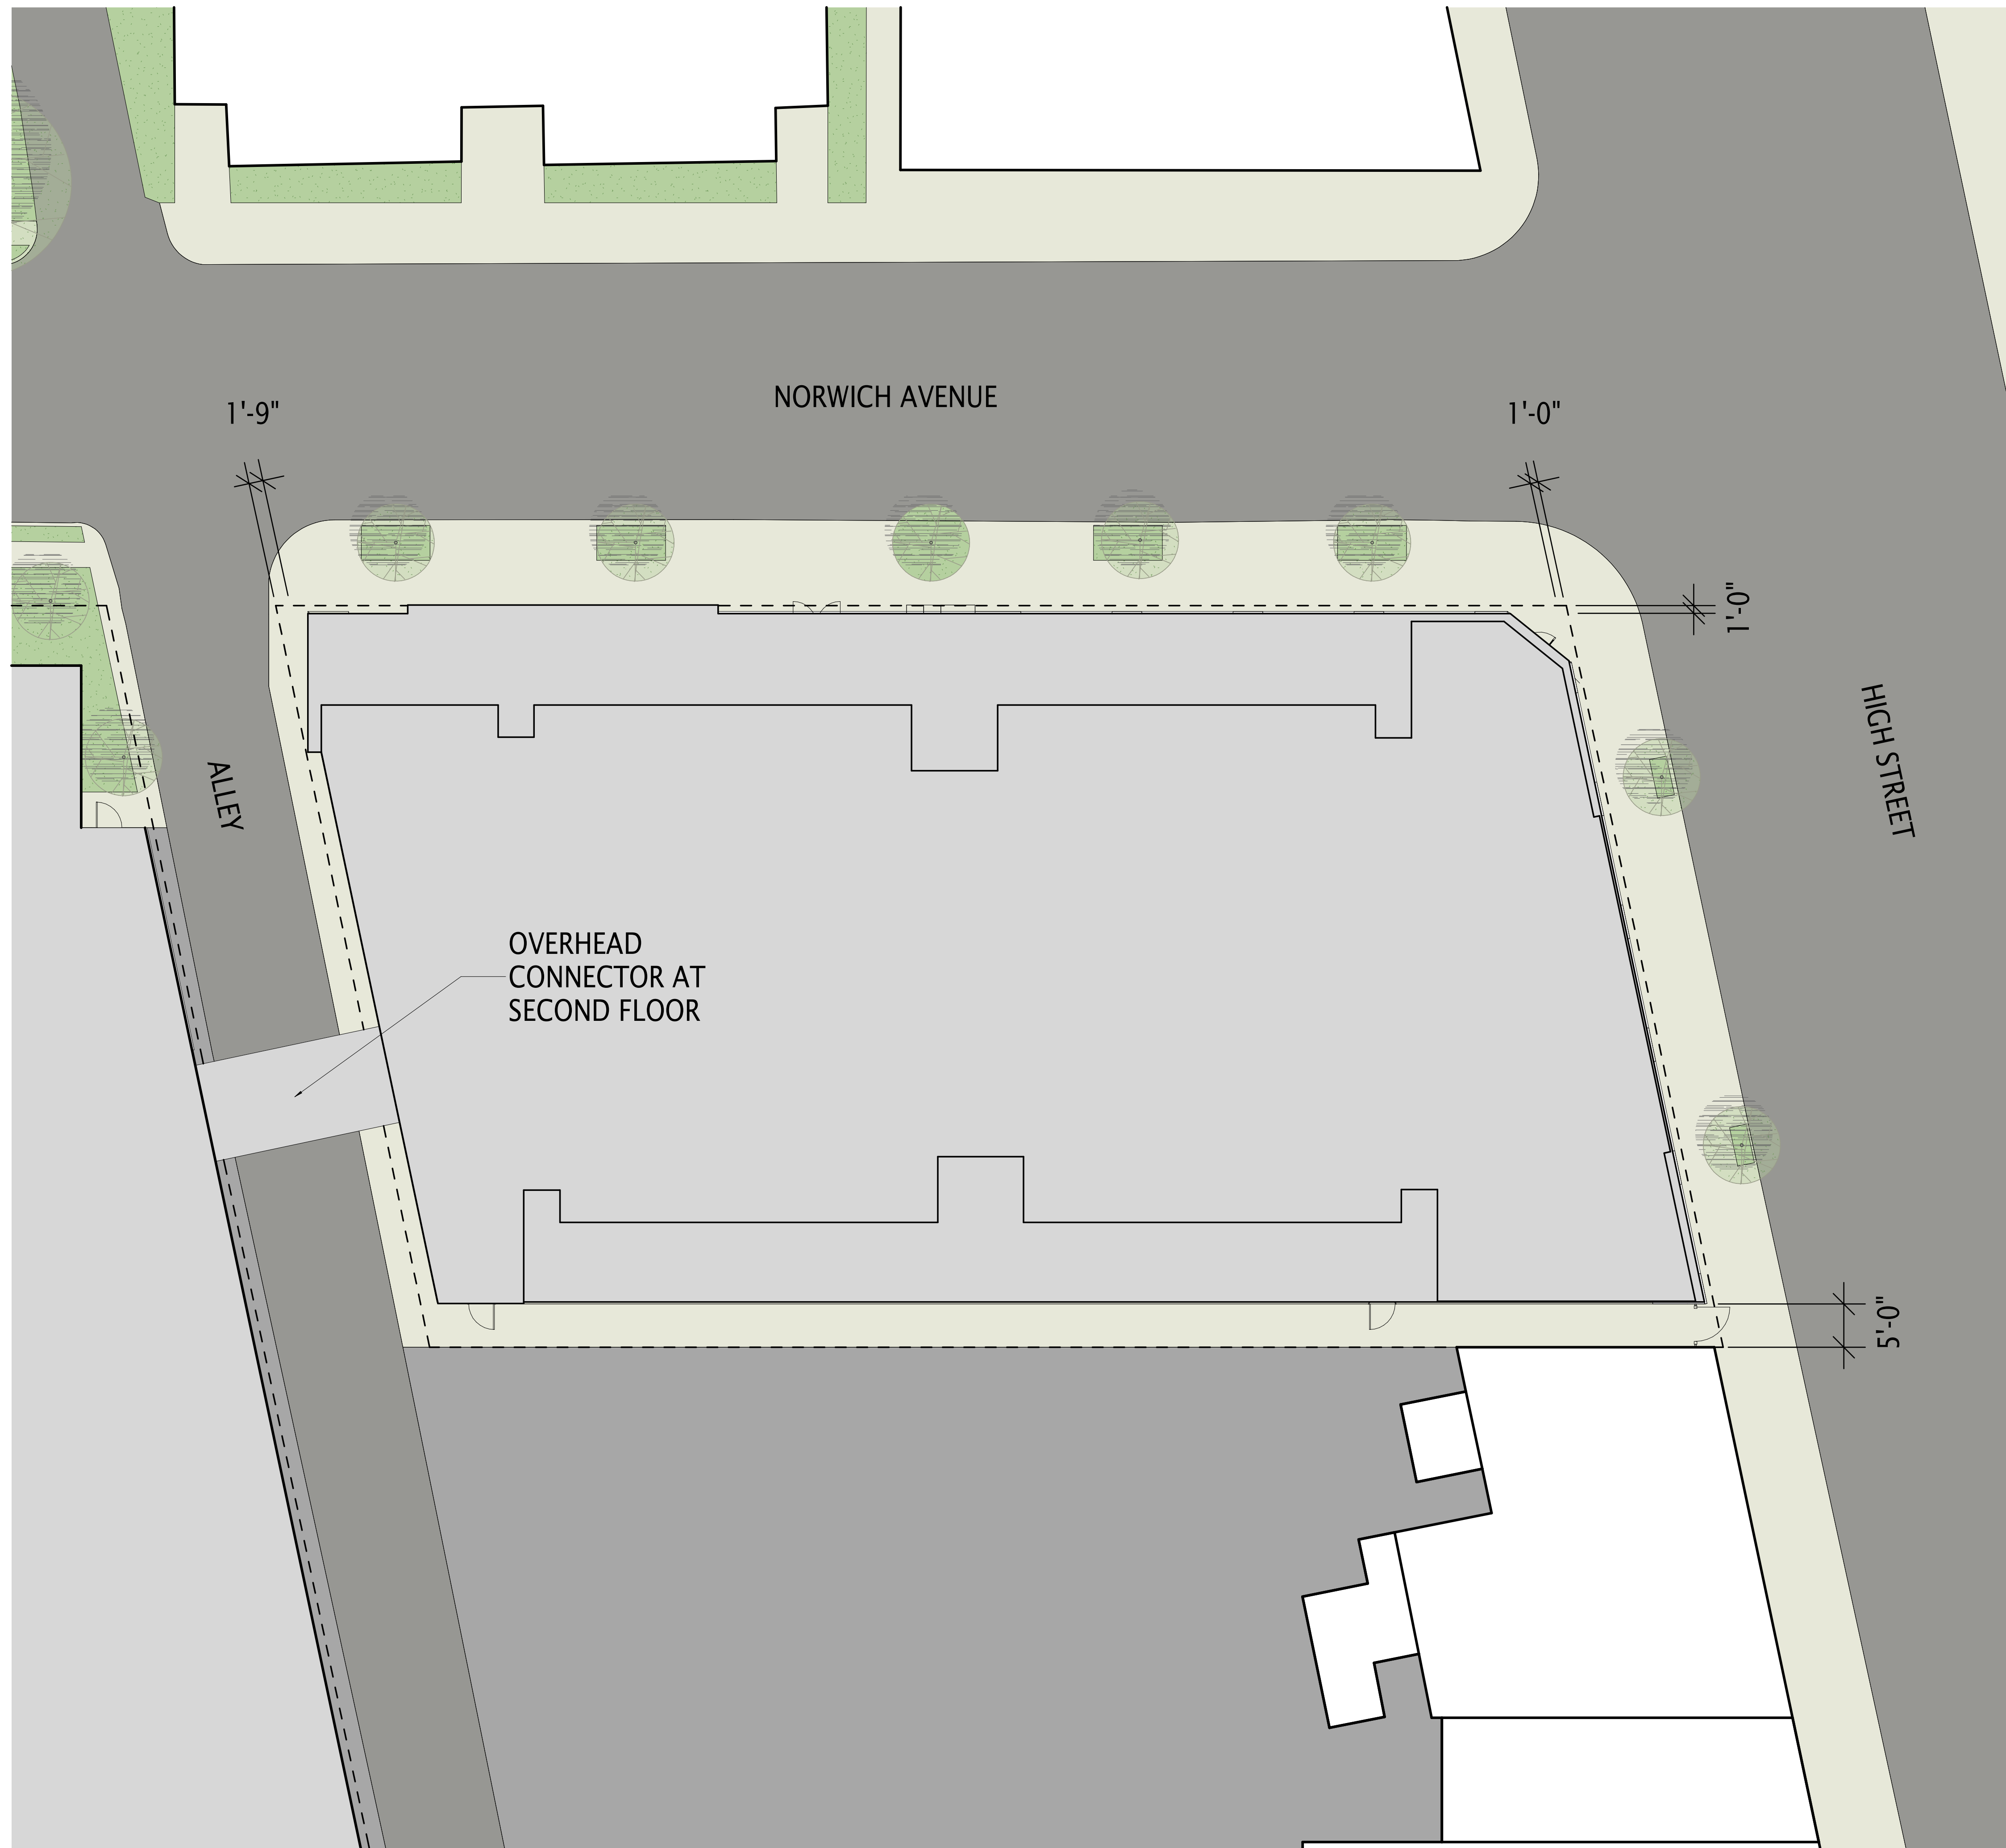 NORWICH AVENUE
1'-9"
1'-0"
1'-0"
HIGH STREET
ALLEY
OVERHEAD
CONNECTOR AT
SECOND FLOOR
5'-0"